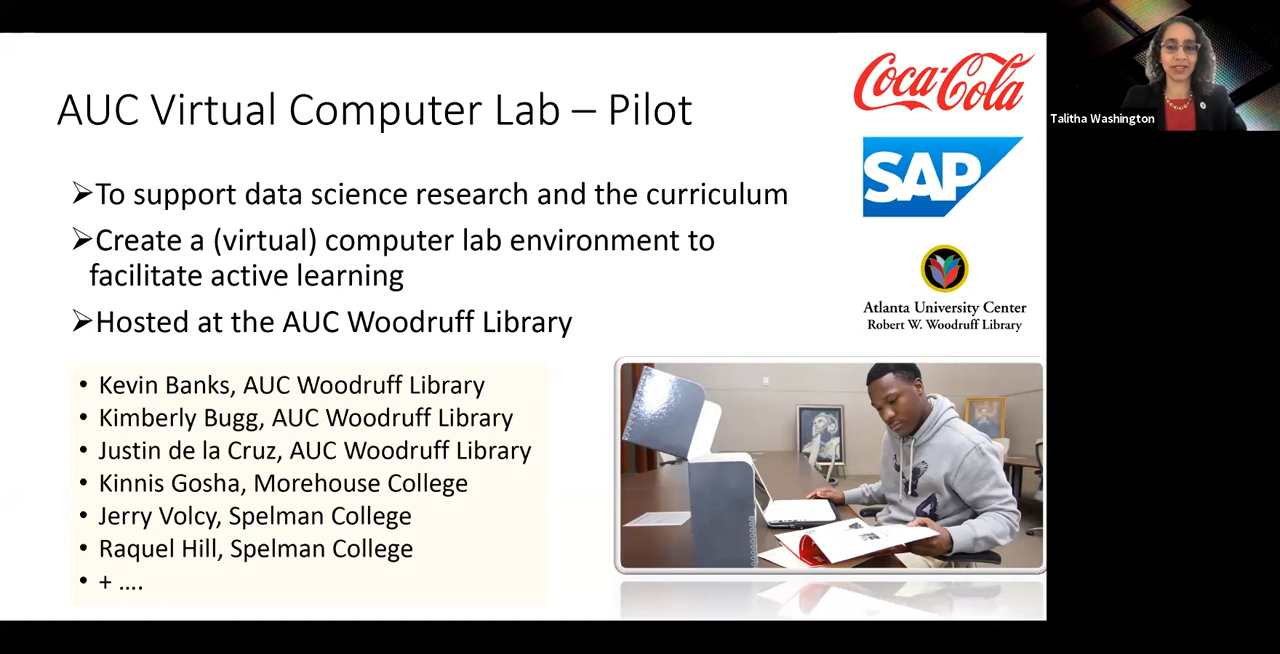 AUC Virtual Computer Lab – Pilot
➢To support data science research and the curriculum
➢Create a (virtual) computer lab environment to
facilitate active learning
➢Hosted at the AUC Woodruff Library
• Kevin Banks, AUC Woodruff Library
• Kimberly Bugg, AUC Woodruff Library
• Justin de la Cruz, AUC Woodruff Library
• Kinnis Gosha, Morehouse College
• Jerry Volcy, Spelman College
• Raquel Hill, Spelman College
• + ....
Coca-Cola
SAP
Atlanta University Center
Robert W. Woodruff Library
Talitha Washington